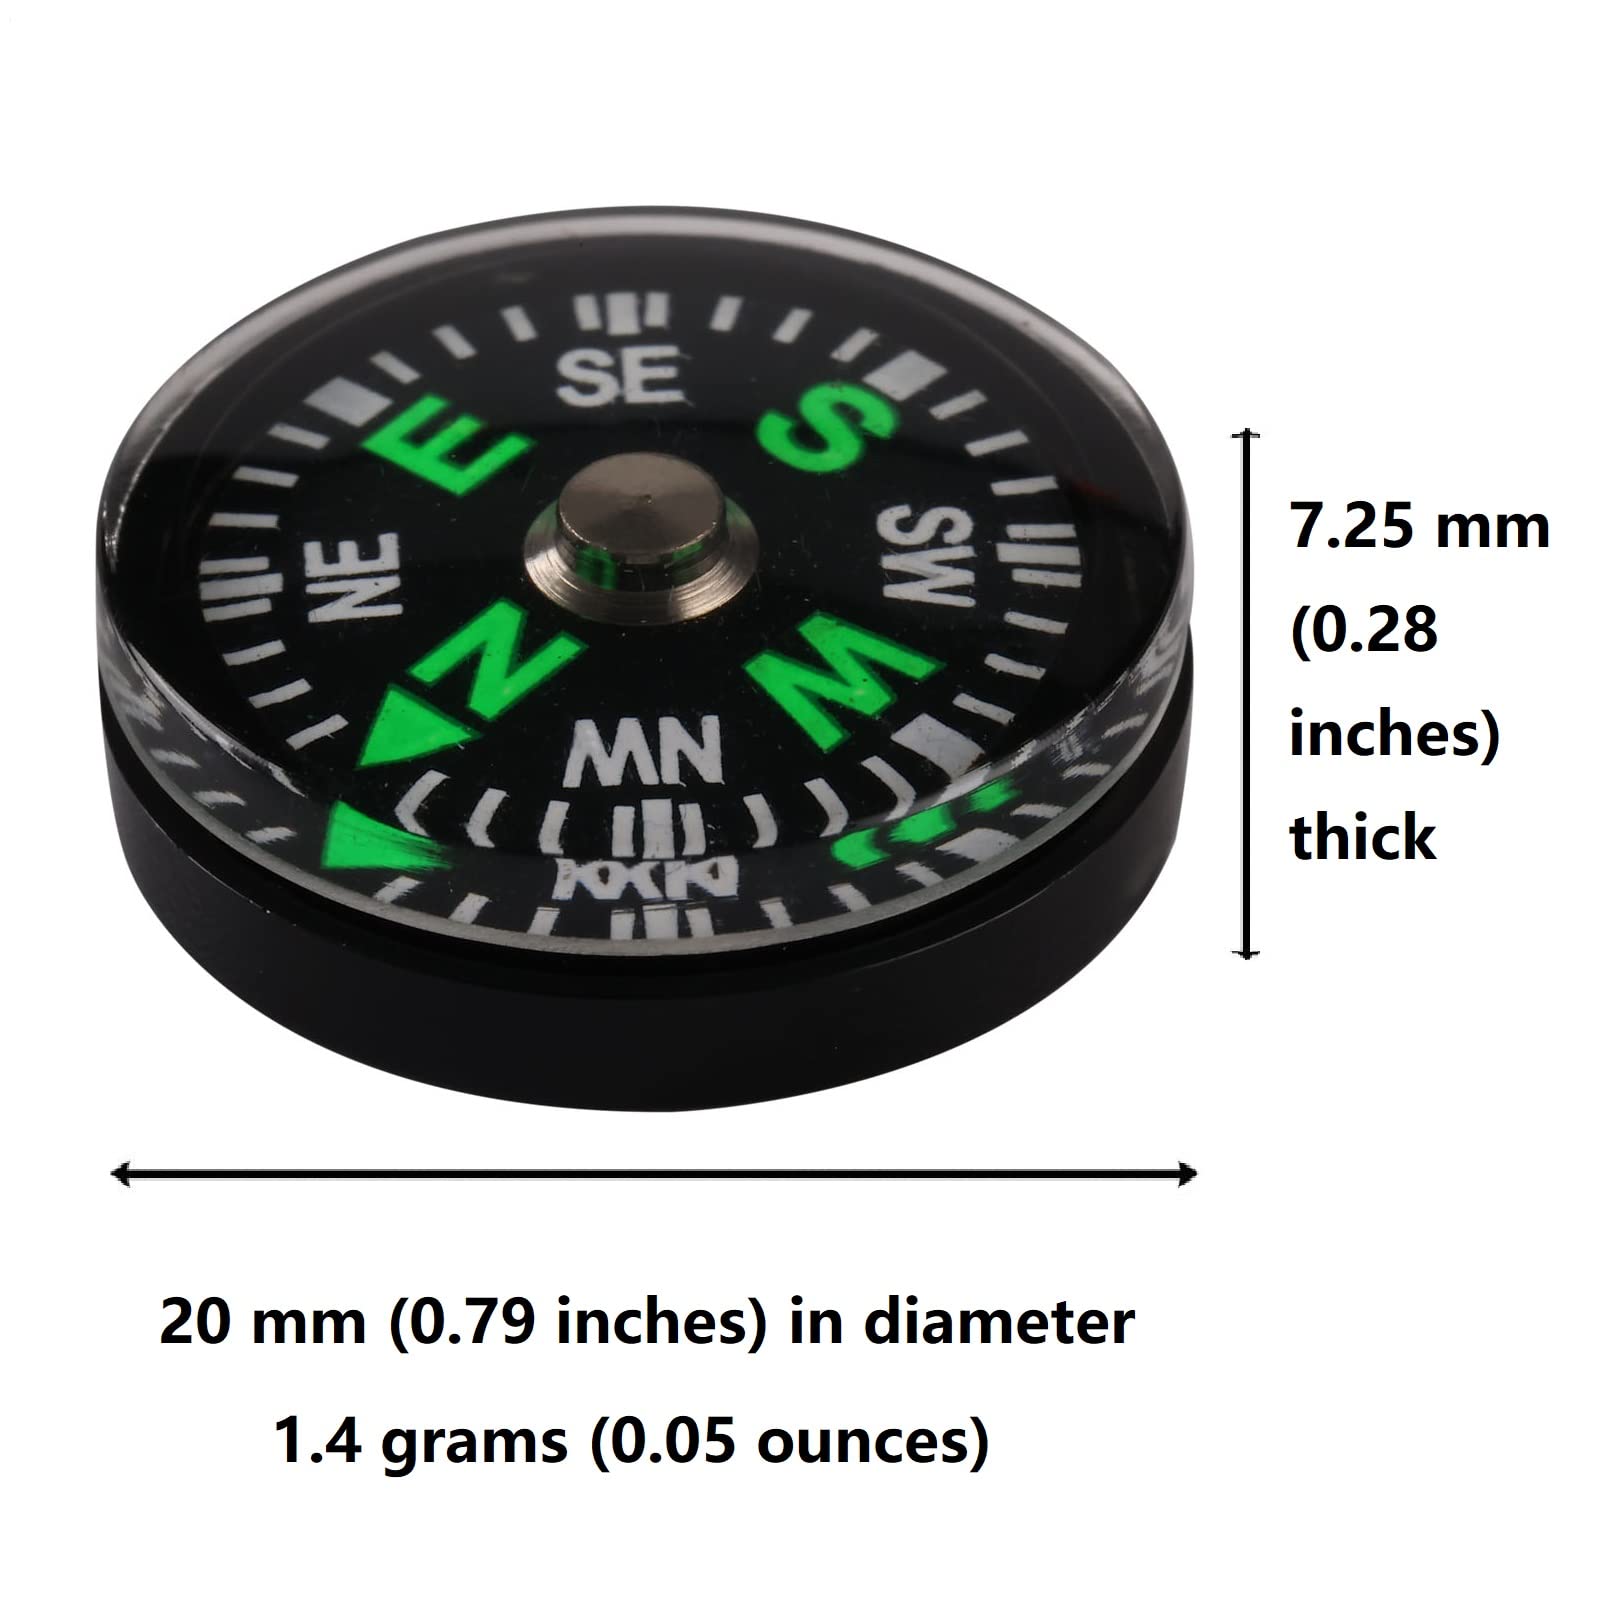 SE
E
S
NE
SW
N
W
NW
7.25 mm
(0.28
inches)
thick
20 mm (0.79 inches) in diameter
1.4 grams (0.05 ounces)